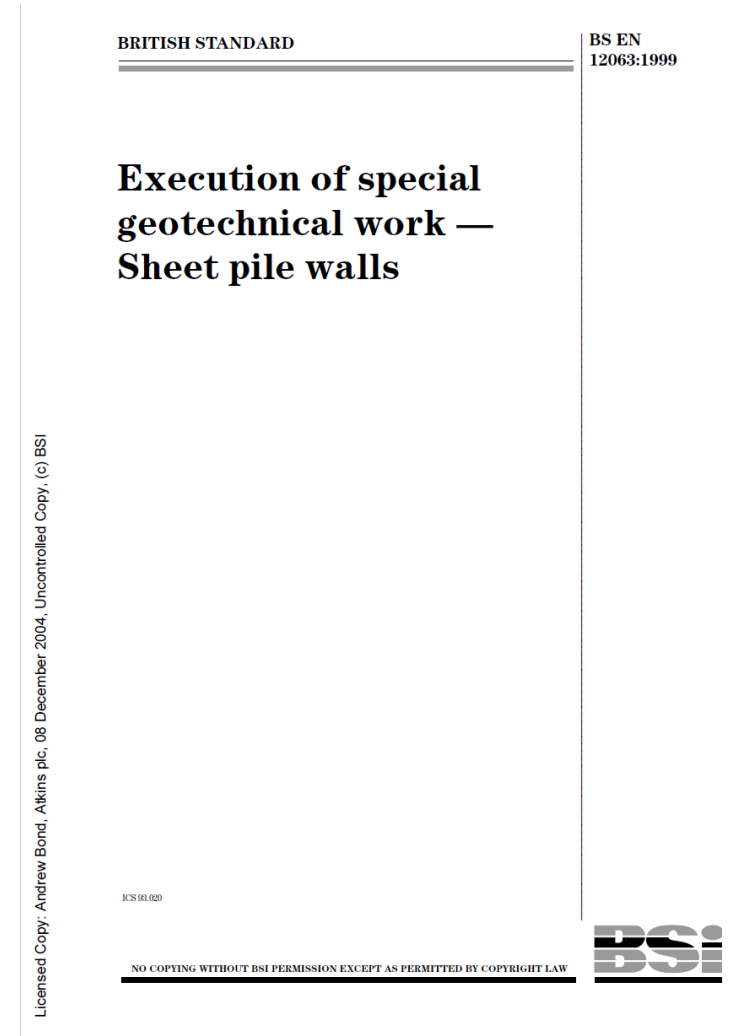 BRITISH STANDARD
BS EN
12063:1999
Execution of special
geotechnical work —
Sheet pile walls
Licensed Copy: Andrew Bond, Atkins plc, 08 December 2004, Uncontrolled Copy, (c) BSI
ICS 93.020
NO COPYING WITHOUT BSI PERMISSION EXCEPT AS PERMITTED BY COPYRIGHT LAW
BSi